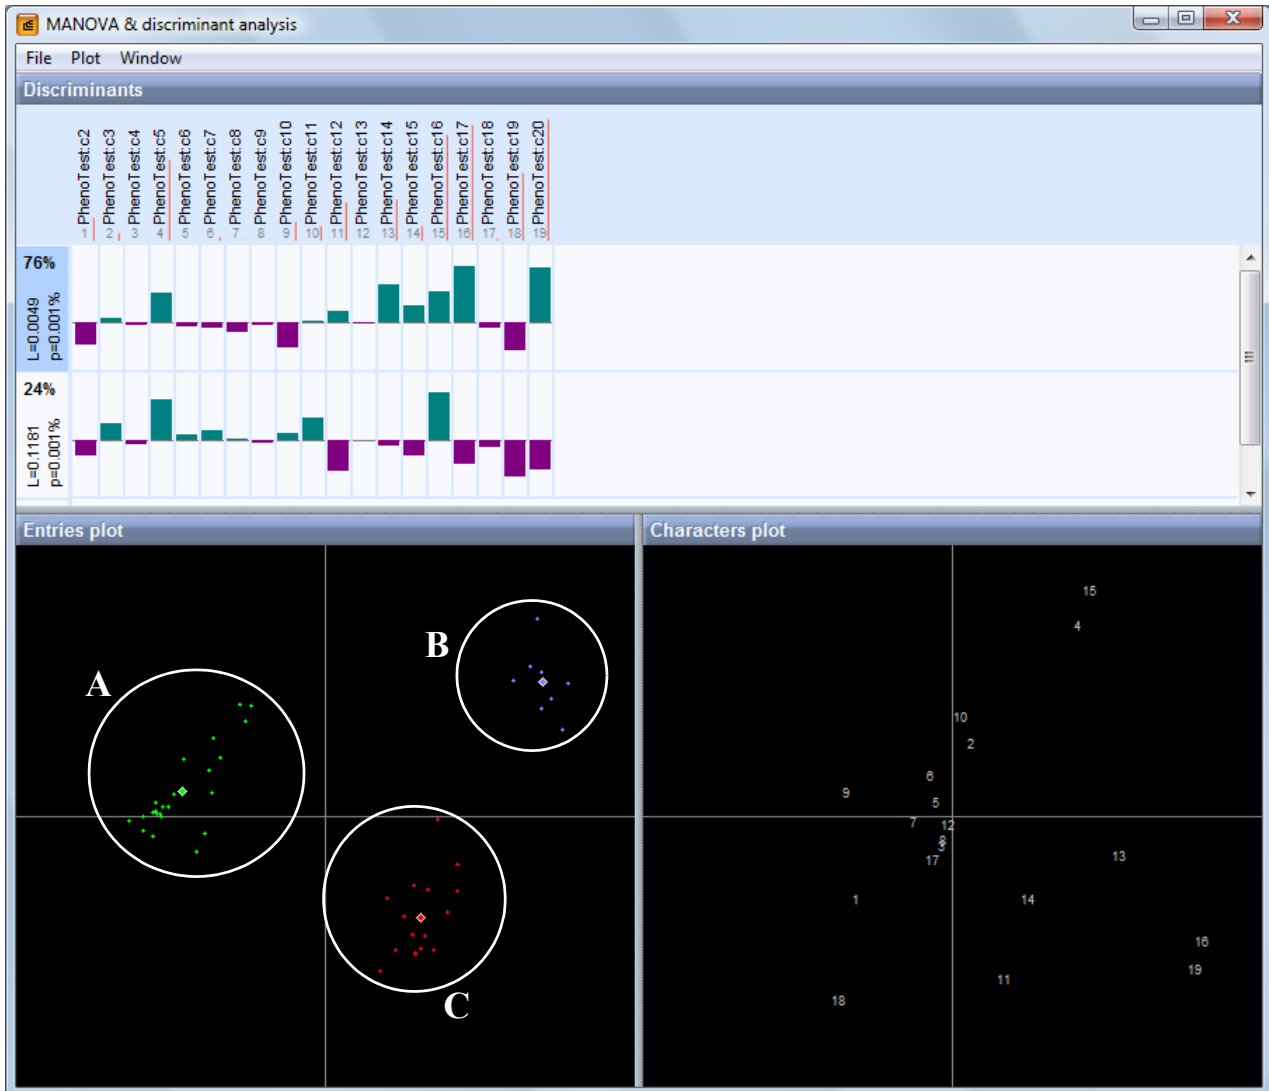 MANOVA & discriminant analysis
File Plot Window
Discriminants
PhenoTest:c2
PhenoTest:c3
PhenoTest:c4
PhenoTest:c5
PhenoTest:c6
PhenoTest:c7
PhenoTest:c8
PhenoTest:c9
PhenoTest:c10
PhenoTest:c11
PhenoTest:c12
PhenoTest:c13
PhenoTest:c14
PhenoTest:c15
PhenoTest:c16
PhenoTest:c17
PhenoTest:c18
PhenoTest:c19
PhenoTest:c20
1 2 3 4 5 6 7 8 9 10 11 12 13 14 15 16 17 18 19
76%
L=0.0049
p=0.001%
24%
L=0.1181
p=0.001%
Entries plot
A
B
C
Characters plot
15
4
10
2
6
9
5
7
12
8
3
17
13
1
14
16
19
11
18